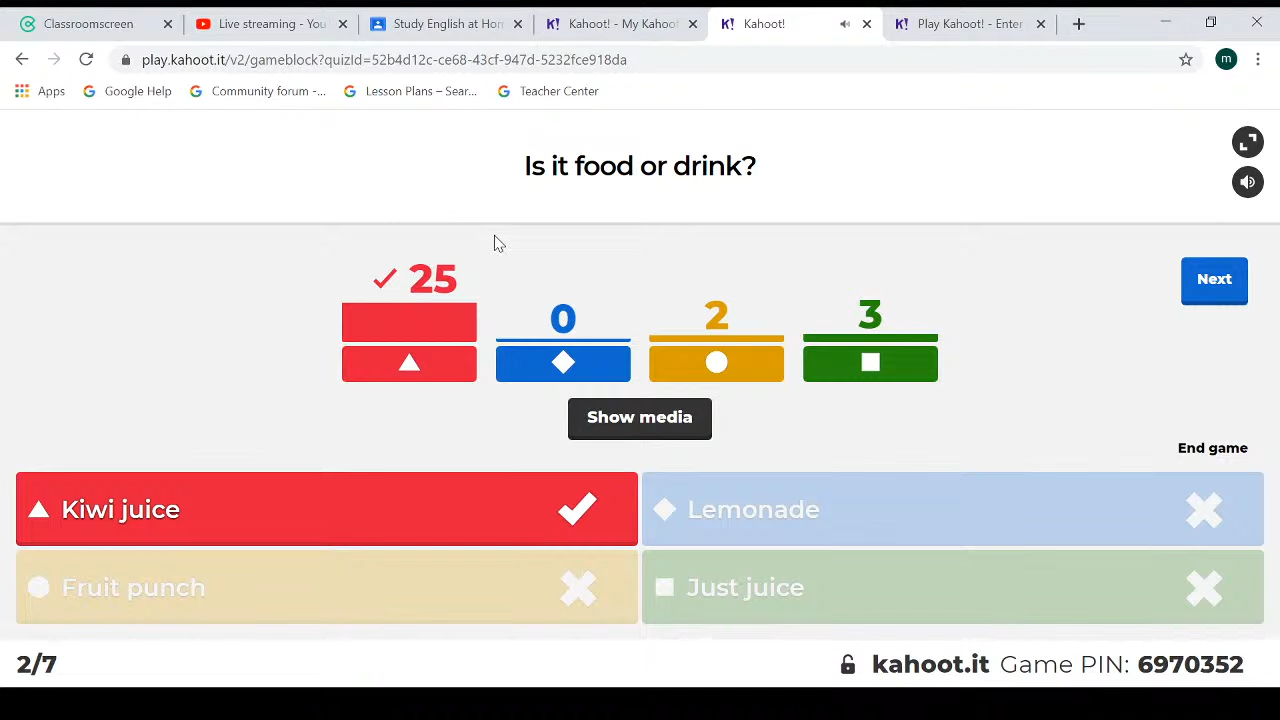 Classroomscreen
Live streaming - You
Study English at Hom
K! Kahoot! - My Kahoot
K! Kahoot!
K! Play Kahoot! - Enter
play.kahoot.it/v2/gameblock?quizId=52b4d12c-ce68-43cf-947d-5232fce918da
m
Apps
Google Help
Community forum -...
Lesson Plans – Sear...
Teacher Center
Is it food or drink?
25
0
2
3
Next
Show media
End game
Kiwi juice
Lemonade
Fruit punch
Just juice
2/7
kahoot.it Game PIN: 6970352